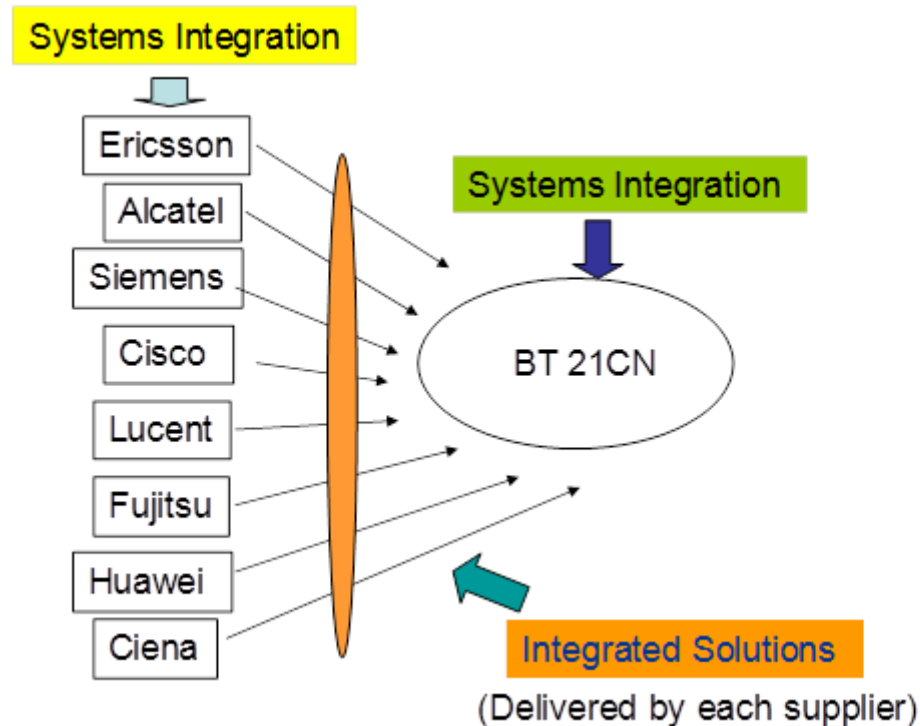 Systems Integration
Ericsson
Alcatel
Siemens
Cisco
Lucent
Fujitsu
Huawei
Ciena
Systems Integration
BT 21CN
Integrated Solutions
(Delivered by each supplier)